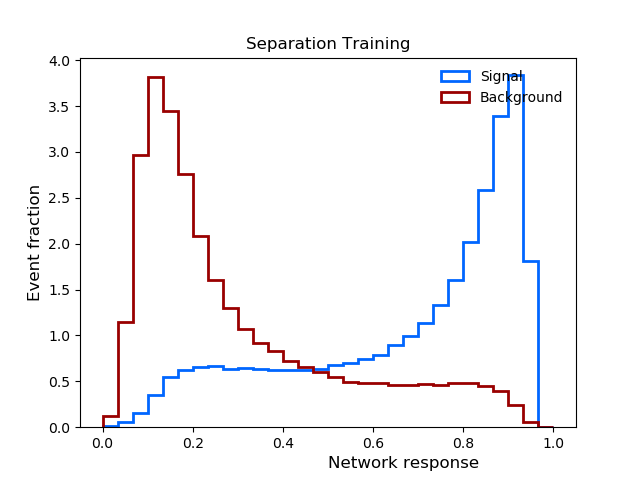 Separation Training
Signal
Background
4.0
3.5
3.0
2.5
2.0
1.5
1.0
0.5
0.0
Event fraction
0.0 0.2 0.4 0.6 0.8 1.0
Network response